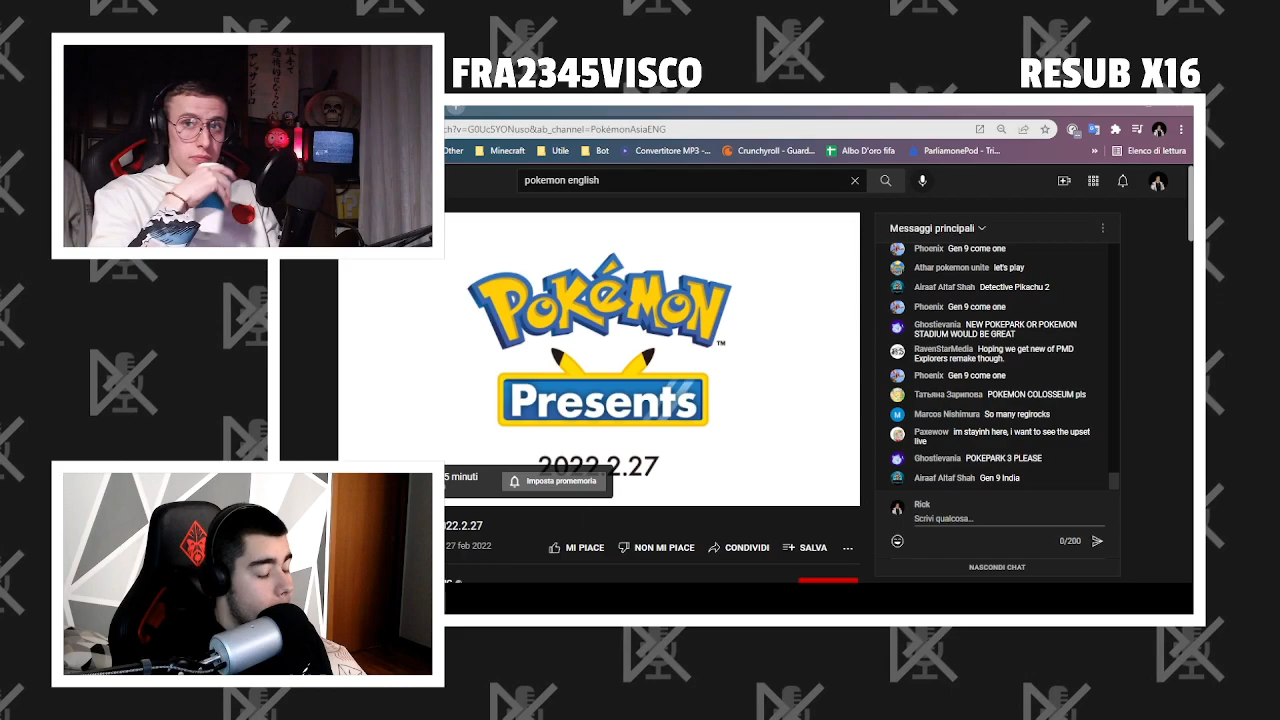 FRA2345VISCO
RESUB X16
ch?v=G0Uc5YONuso&ab_channel=PokémonAsiaENG
Other Minecraft Utile Bot Convertitore MP3 -... Crunchyroll - Guard... Albo D'oro fifa ParliamonePod - Tri... » Elenco di lettura
pokemon english
POKéMON
TM
Presents
2022.2.27
5 minuti
Imposta promemoria
022.2.27
27 feb 2022
MI PIACE NON MI PIACE CONDIVIDI SALVA ...
Messaggi principali
Phoenix Gen 9 come one
Athar pokemon unite let's play
Airaaf Altaf Shah Detective Pikachu 2
Phoenix Gen 9 come one
Ghostievania NEW POKEPARK OR POKEMON
STADIUM WOULD BE GREAT
RavenStarMedia Hoping we get new of PMD
Explorers remake though.
Phoenix Gen 9 come one
Татьяна Зарипова POKEMON COLOSSEUM pls
Marcos Nishimura So many regirocks
Paxewow im stayinh here, i want to see the upset
live
Ghostievania POKEPARK 3 PLEASE
Airaaf Altaf Shah Gen 9 India
Rick
Scrivi qualcosa...
0/200
NASCONDI CHAT